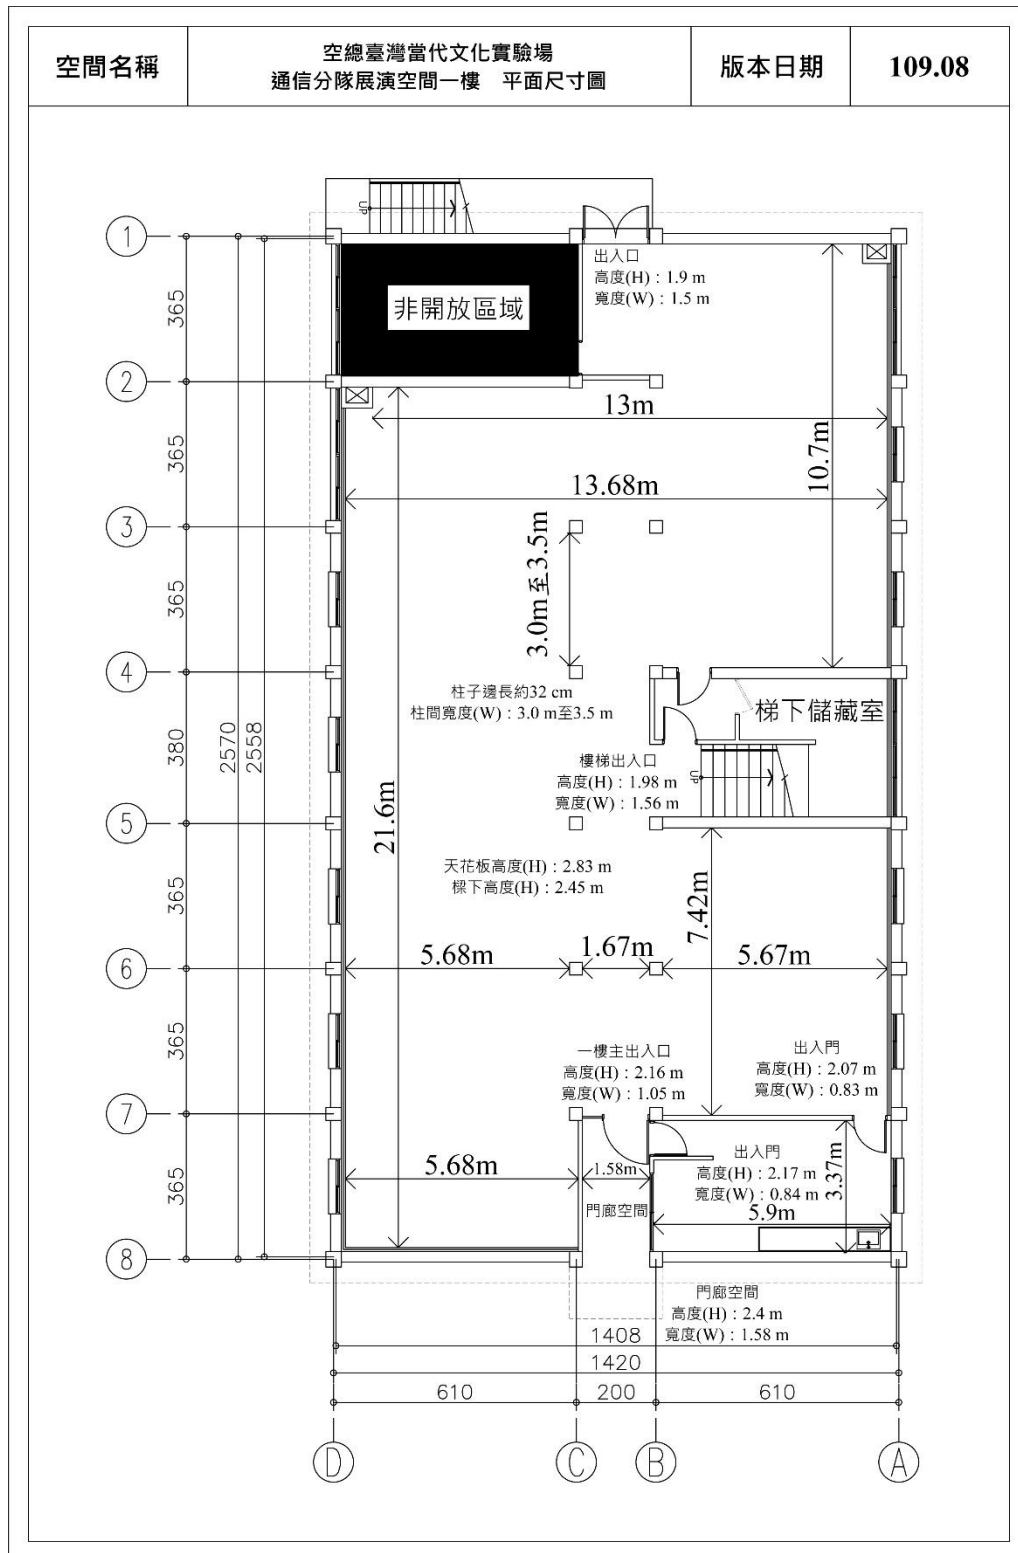 空間名稱
空總臺灣當代文化實驗場
通信分隊展演空間一樓 平面尺寸圖
版本日期
109.08
UP
1
出入口
高度(H)：1.9 m
寬度(W)：1.5 m
非開放區域
365
2
13m
10.7m
365
13.68m
3
3.0m至3.5m
365
4
柱子邊長約32 cm
柱間寬度(W)：3.0 m至3.5 m
梯下儲藏室
380
2570
2558
樓梯出入口
高度(H)：1.98 m
寬度(W)：1.56 m
UP
5
21.6m
天花板高度(H)：2.83 m
樑下高度(H)：2.45 m
365
7.42m
6
5.68m
1.67m
5.67m
365
一樓主出入口
高度(H)：2.16 m
寬度(W)：1.05 m
出入門
高度(H)：2.07 m
寬度(W)：0.83 m
7
365
5.68m
1.58m
門廊空間
出入門
高度(H)：2.17 m
寬度(W)：0.84 m
3.37m
5.9m
8
門廊空間
高度(H)：2.4 m
寬度(W)：1.58 m
1408
1420
610
200
610
D
C
B
A